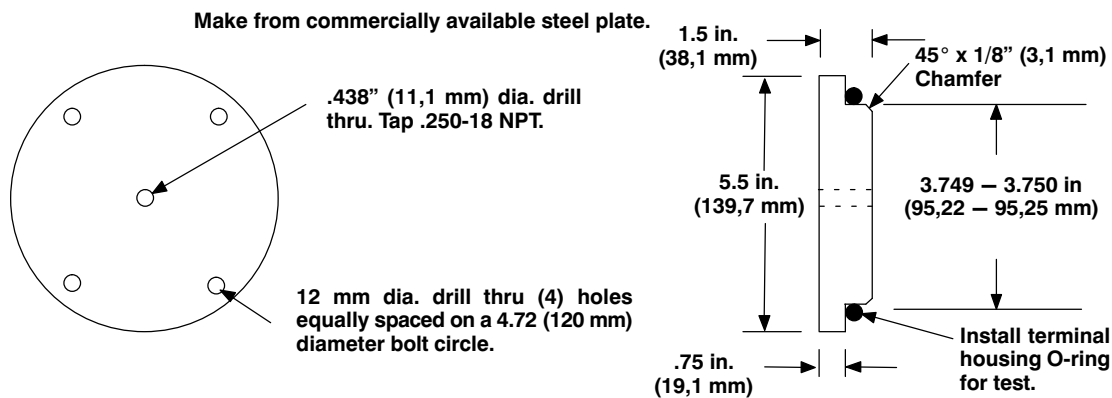 Make from commercially available steel plate.
.438” (11,1 mm) dia. drill
thru. Tap .250-18 NPT.
12 mm dia. drill thru (4) holes
equally spaced on a 4.72 (120 mm)
diameter bolt circle.
1.5 in.
(38,1 mm)
45° x 1/8” (3,1 mm)
Chamfer
5.5 in.
(139,7 mm)
3.749 – 3.750 in
(95,22 – 95,25 mm)
.75 in.
(19,1 mm)
Install terminal
housing O-ring
for test.